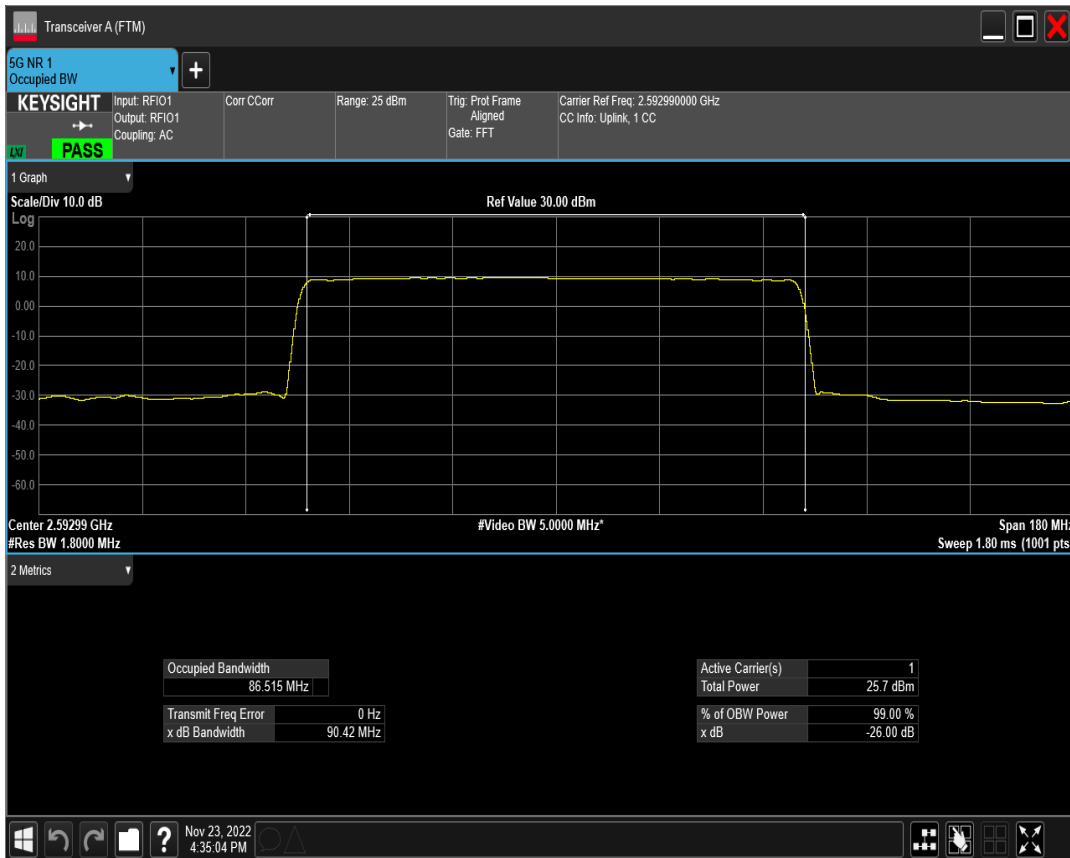 Transceiver A (FTM)
5G NR 1
Occupied BW
+
KEYSIGHT
LXI
PASS
Input: RFIO1
Output: RFIO1
Coupling: AC
Corr CCorr
Range: 25 dBm
Trig: Prot Frame
Aligned
Gate: FFT
Carrier Ref Freq: 2.592990000 GHz
CC Info: Uplink, 1 CC
1 Graph
Scale/Div 10.0 dB
Ref Value 30.00 dBm
Log
20.0
10.0
0.00
-10.0
-20.0
-30.0
-40.0
-50.0
-60.0
Center 2.59299 GHz
#Video BW 5.0000 MHz*
Span 180 MHz
#Res BW 1.8000 MHz
Sweep 1.80 ms (1001 pts
2 Metrics
Occupied Bandwidth
86.515 MHz
Transmit Freq Error 0 Hz
x dB Bandwidth 90.42 MHz
Active Carrier(s) 1
Total Power 25.7 dBm
% of OBW Power 99.00 %
x dB -26.00 dB
?
Nov 23, 2022
4:35:04 PM